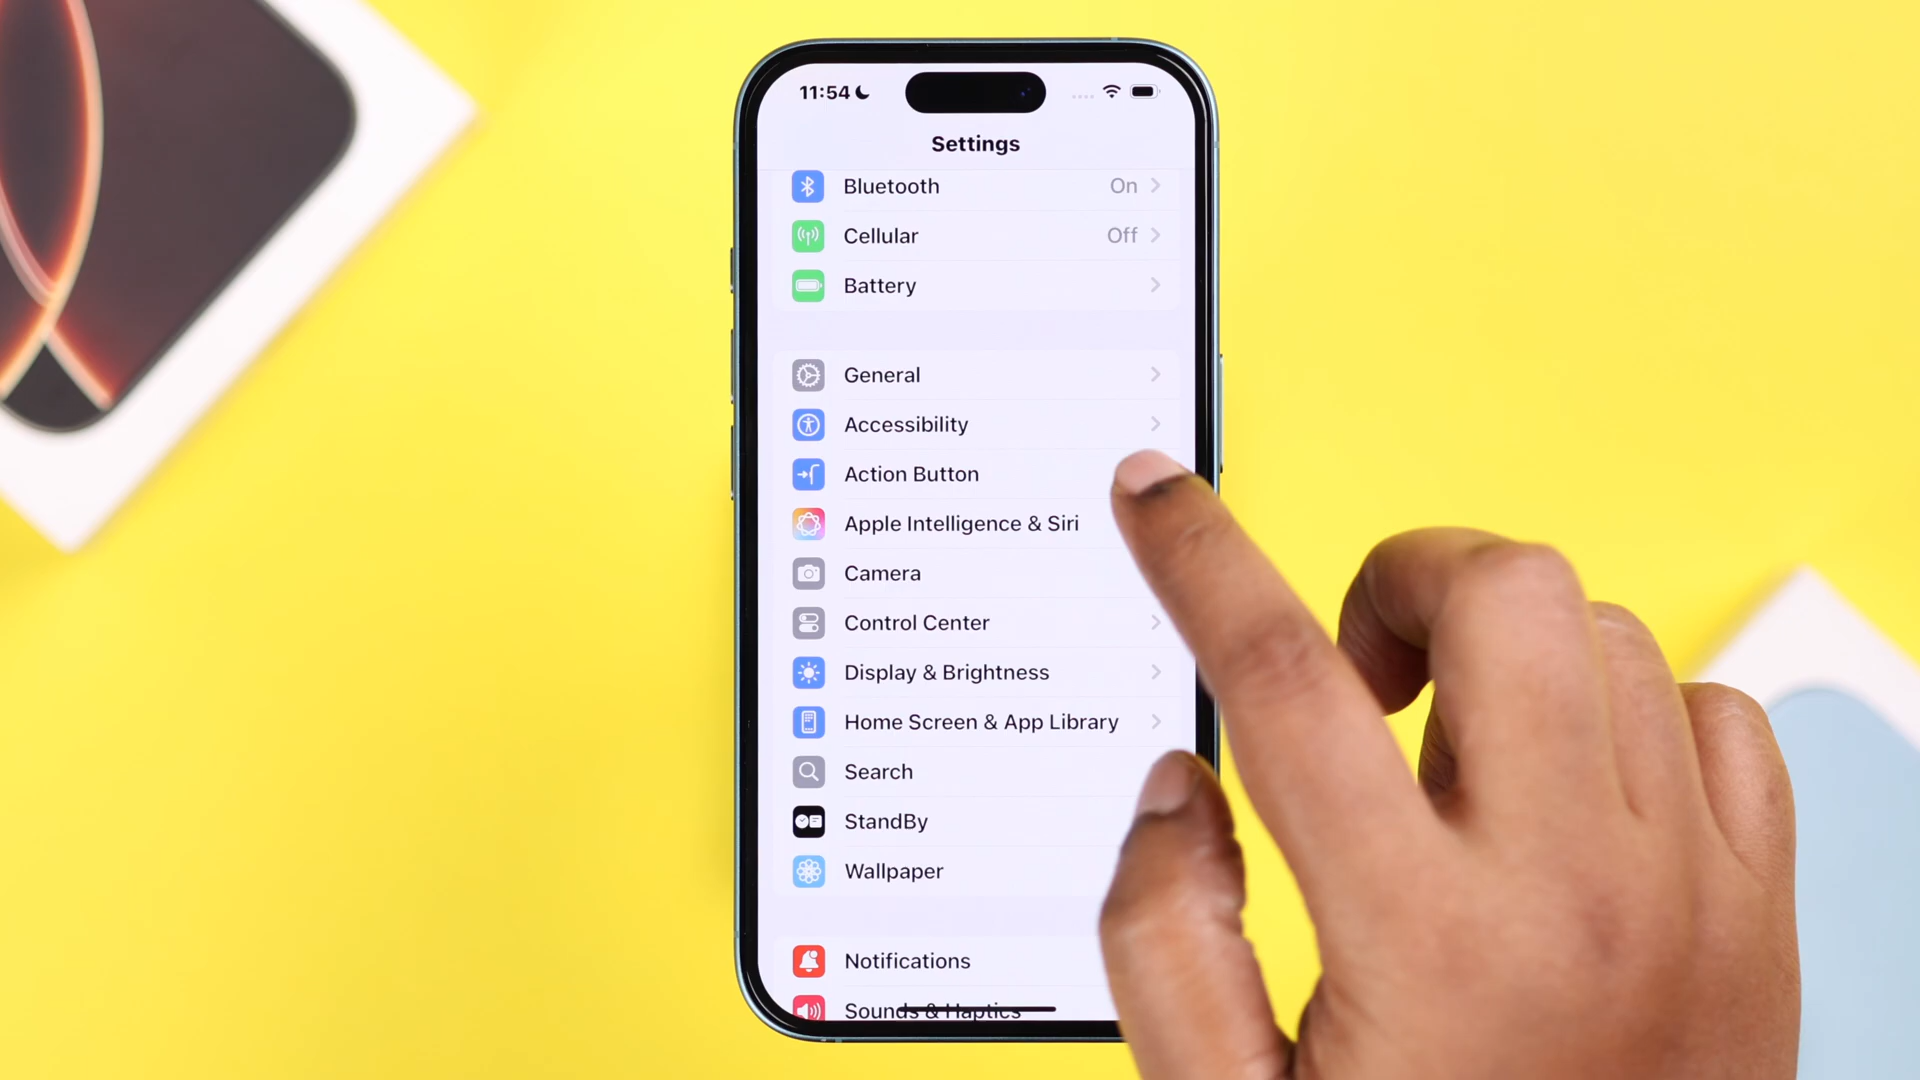 11:54
Settings
Bluetooth On
Cellular Off
Battery
General
Accessibility
Action Button
Apple Intelligence & Siri
Camera
Control Center
Display & Brightness
Home Screen & App Library
Search
StandBy
Wallpaper
Notifications
Sounds & Haptics